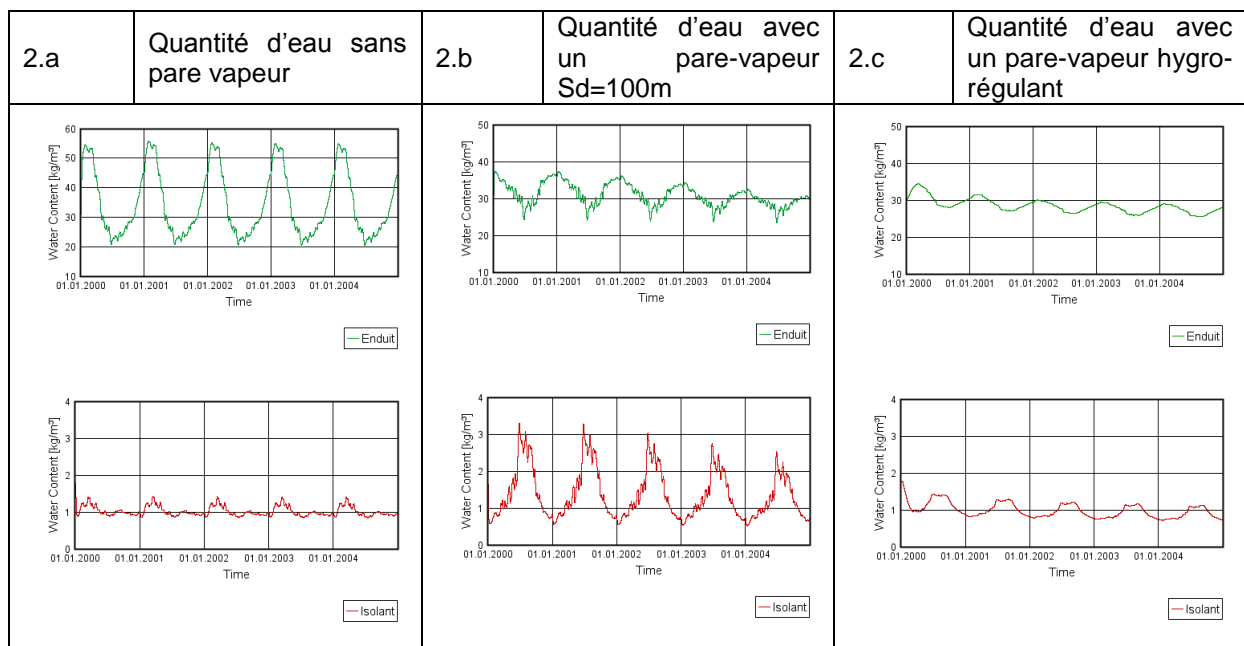 2.a
Quantité d'eau sans
pare vapeur
2.b
Quantité d'eau avec
un pare-vapeur
Sd=100m
2.c
Quantité d'eau avec
un pare-vapeur hygro-
régulant
60
50
40
30
20
10
Water Content [kg/m³]
01.01.2000 01.01.2001 01.01.2002 01.01.2003 01.01.2004
Time
Enduit
50
40
30
20
10
Water Content [kg/m³]
01.01.2000 01.01.2001 01.01.2002 01.01.2003 01.01.2004
Time
Enduit
50
40
30
20
10
Water Content [kg/m³]
01.01.2000 01.01.2001 01.01.2002 01.01.2003 01.01.2004
Time
Enduit
4
3
2
1
0
Water Content [kg/m³]
01.01.2000 01.01.2001 01.01.2002 01.01.2003 01.01.2004
Time
Isolant
4
3
2
1
0
Water Content [kg/m³]
01.01.2000 01.01.2001 01.01.2002 01.01.2003 01.01.2004
Time
Isolant
4
3
2
1
0
Water Content [kg/m³]
01.01.2000 01.01.2001 01.01.2002 01.01.2003 01.01.2004
Time
Isolant